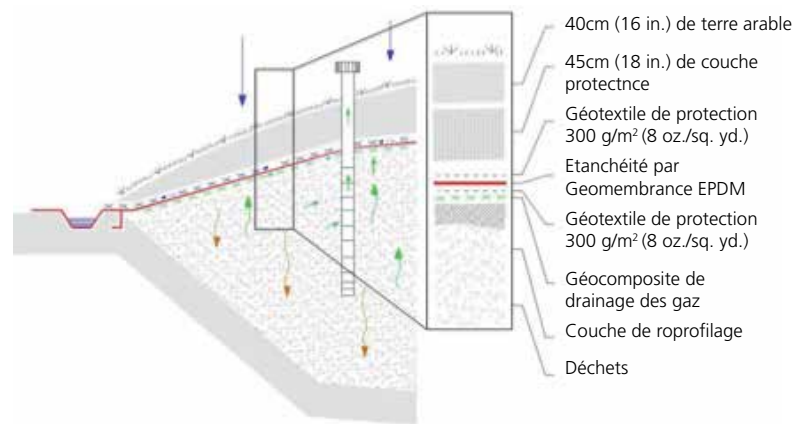 40cm (16 in.) de terre arable
45cm (18 in.) de couche
protectnce
Géotextile de protection
300 g/m² (8 oz./sq. yd.)
Etanchéité par
Geomembrance EPDM
Géotextile de protection
300 g/m² (8 oz./sq. yd.)
Géocomposite de
drainage des gaz
Couche de roprofilage
Déchets